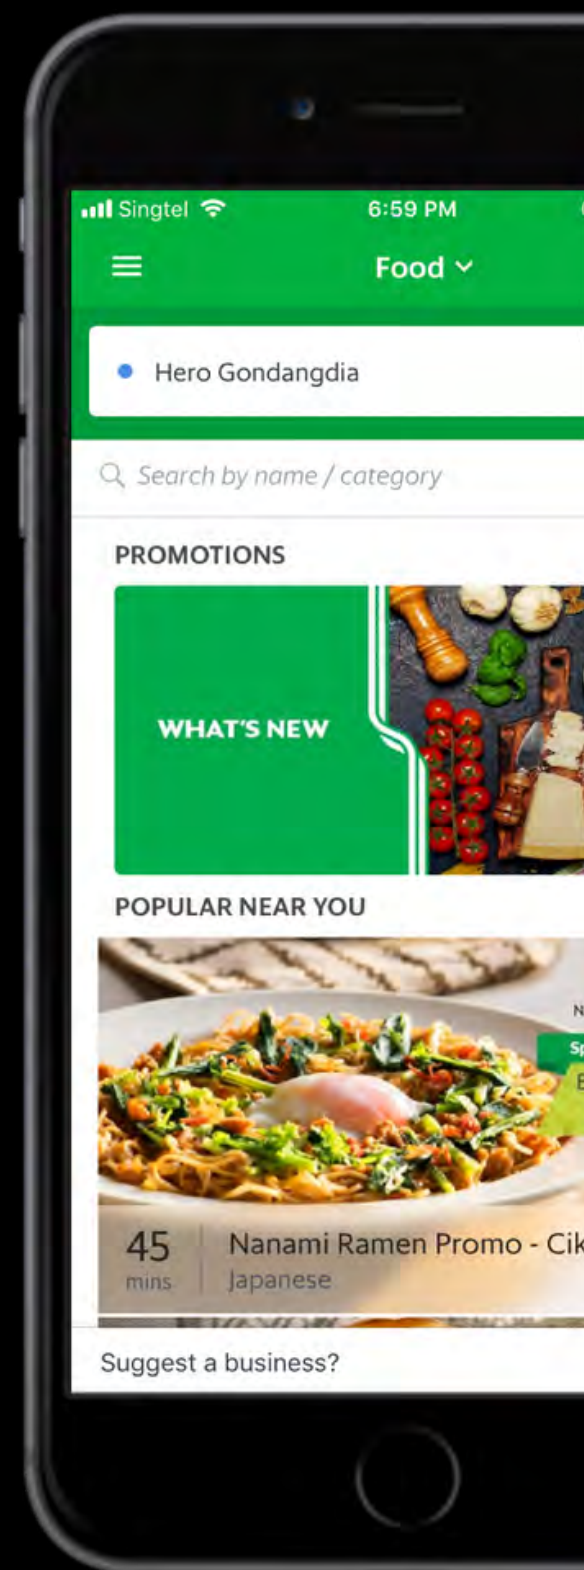 Singtel 6:59 PM
Food
Hero Gondangdia
Search by name / category
PROMOTIONS
WHAT'S NEW
POPULAR NEAR YOU
45 mins
Nanami Ramen Promo - Cik
Japanese
Suggest a business?